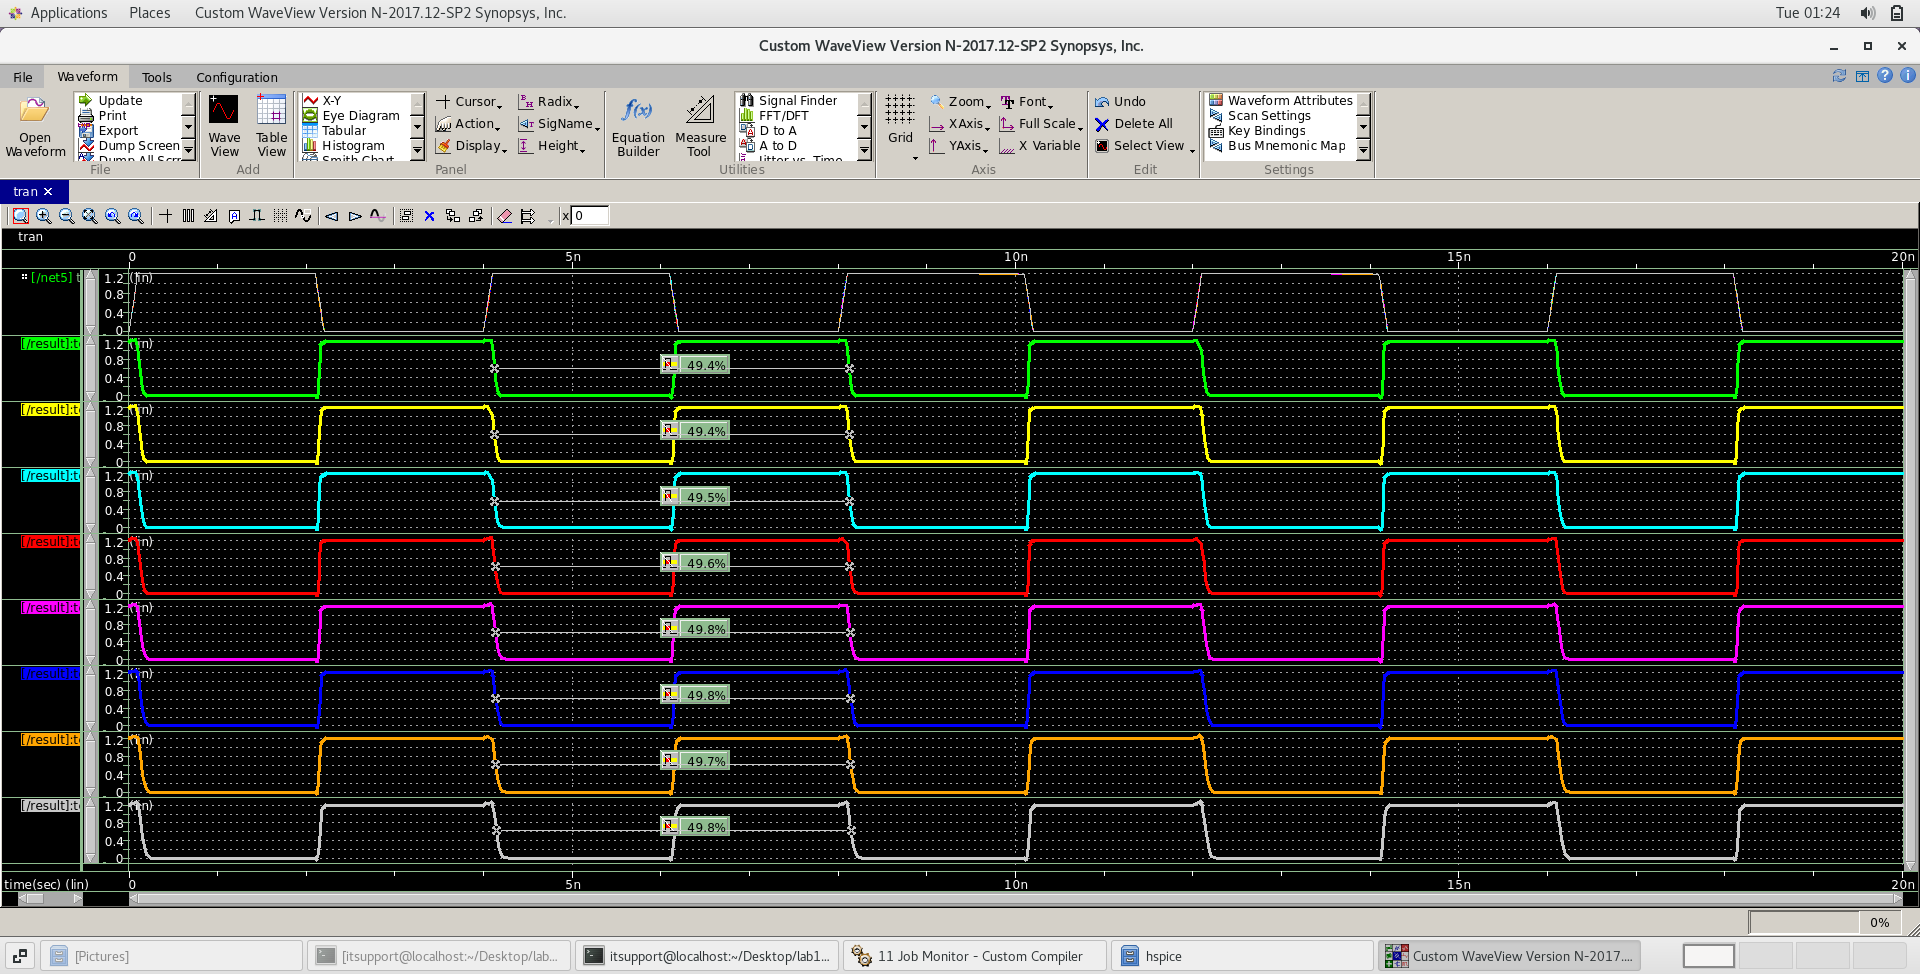 Applications Places Custom WaveView Version N-2017.12-SP2 Synopsys, Inc. Tue 01:24
Custom WaveView Version N-2017.12-SP2 Synopsys, Inc.
File Waveform Tools Configuration
Open Waveform
Update
Print
Export
Dump Screen
File
Wave View
Table View
Add
X-Y
Eye Diagram
Tabular
Histogram
Smith Chart
Cursor
Action
Display
Radix
SigName
Height
Panel
Equation Builder
Measure Tool
Signal Finder
FFT/DFT
D to A
A to D
Jitter vs. Time
Utilities
Grid
Zoom
XAxis
YAxis
Font
Full Scale
X Variable
Axis
Undo
Delete All
Select View
Edit
Waveform Attributes
Scan Settings
Key Bindings
Bus Mnemonic Map
Settings
tran
x 0
tran
0 5n 10n 15n 20n
[/net5] t 1.2 (lin)
0.8
0.4
0
[/result]:t 1.2 (lin)
0.8
0.4
0
49.4%
[/result]:t 1.2 (lin)
0.8
0.4
0
49.4%
[/result]:t 1.2 (lin)
0.8
0.4
0
49.5%
[/result]:t 1.2 (lin)
0.8
0.4
0
49.6%
[/result]:t 1.2 (lin)
0.8
0.4
0
49.8%
[/result]:t 1.2 (lin)
0.8
0.4
0
49.8%
[/result]:t 1.2 (lin)
0.8
0.4
0
49.7%
[/result]:t 1.2 (lin)
0.8
0.4
0
49.8%
time(sec) (lin) 0 5n 10n 15n 20n
0%
[Pictures] [itsupport@localhost:~/Desktop/lab... itsupport@localhost:~/Desktop/lab1... 11 Job Monitor - Custom Compiler hspice Custom WaveView Version N-2017....